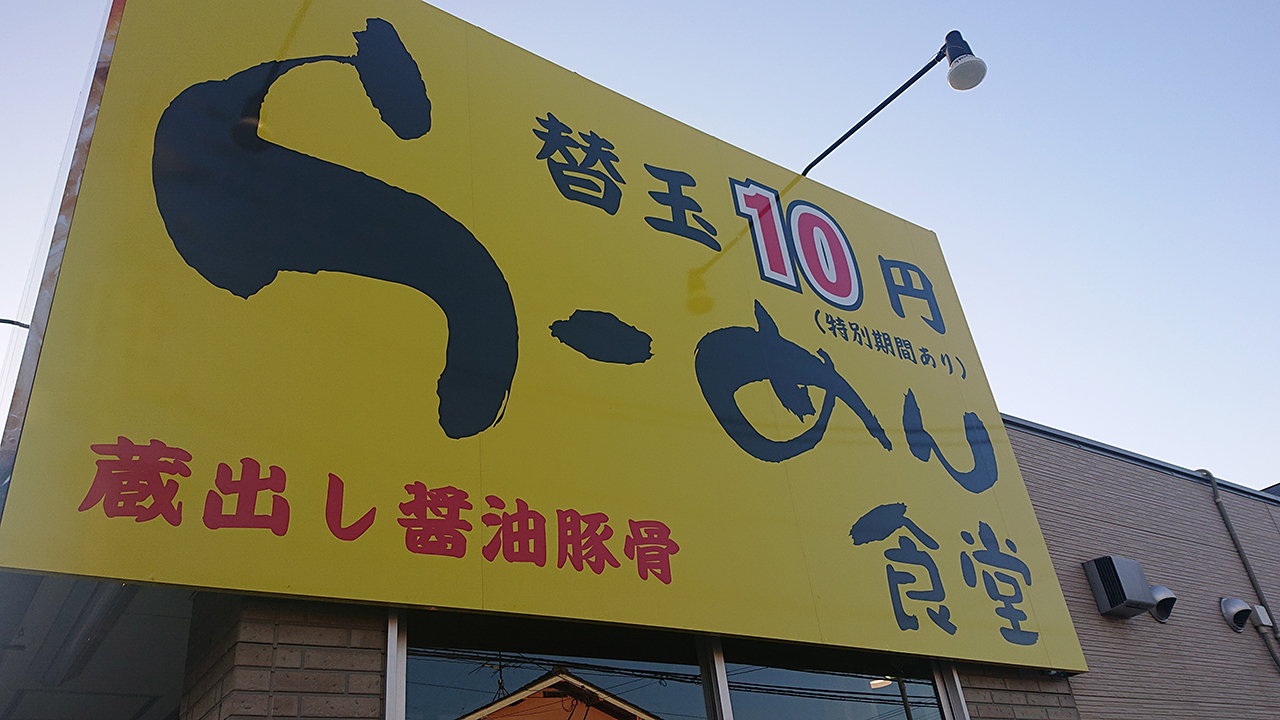 替玉10円
(特別期間あり)
らーめん
食堂
蔵出し醤油豚骨